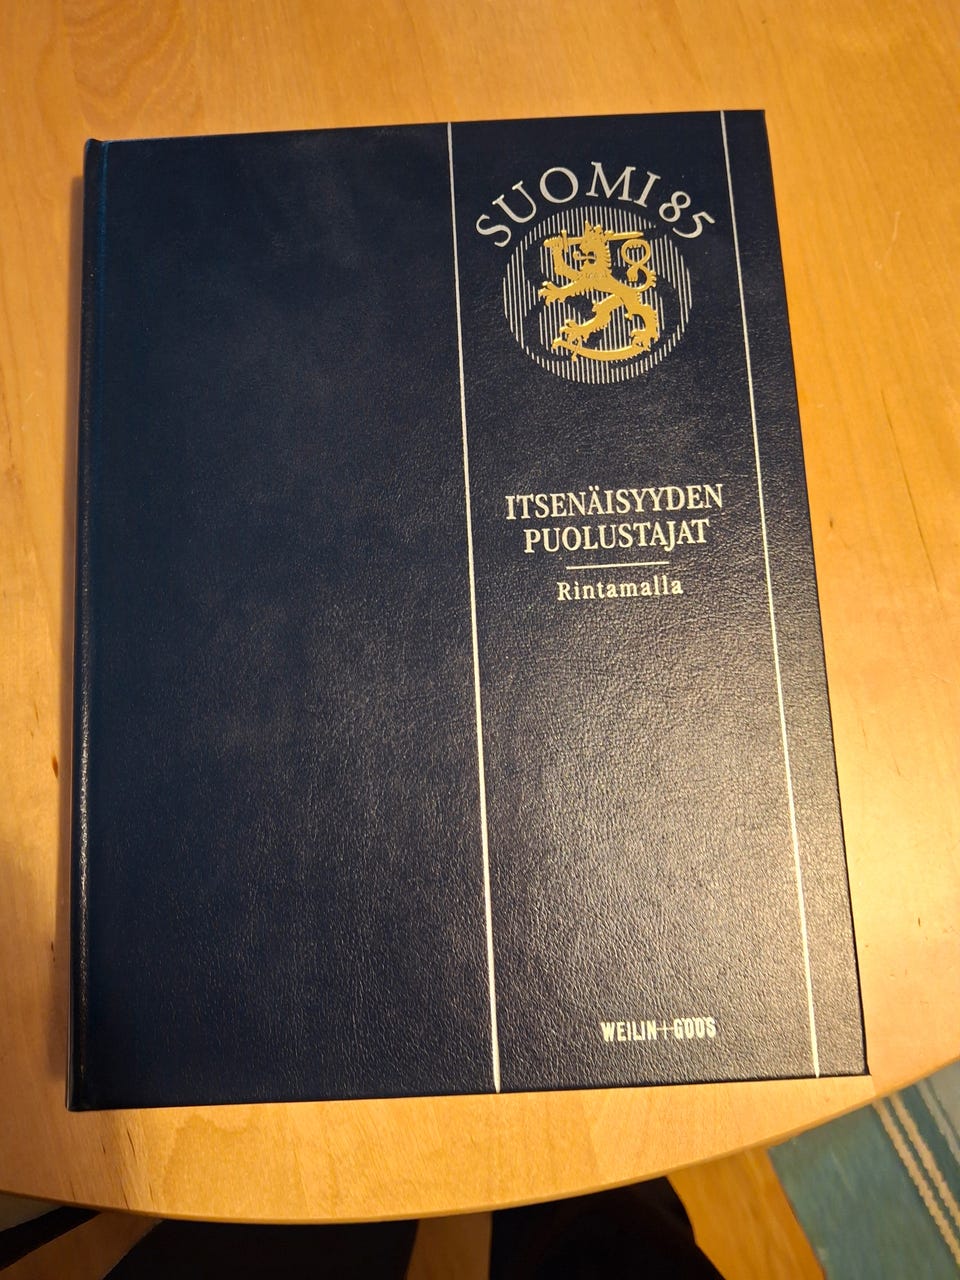 SUOMI 85
ITSENÄISYYDEN
PUOLUSTAJAT
Rintamalla
WEILIN+GÖÖS